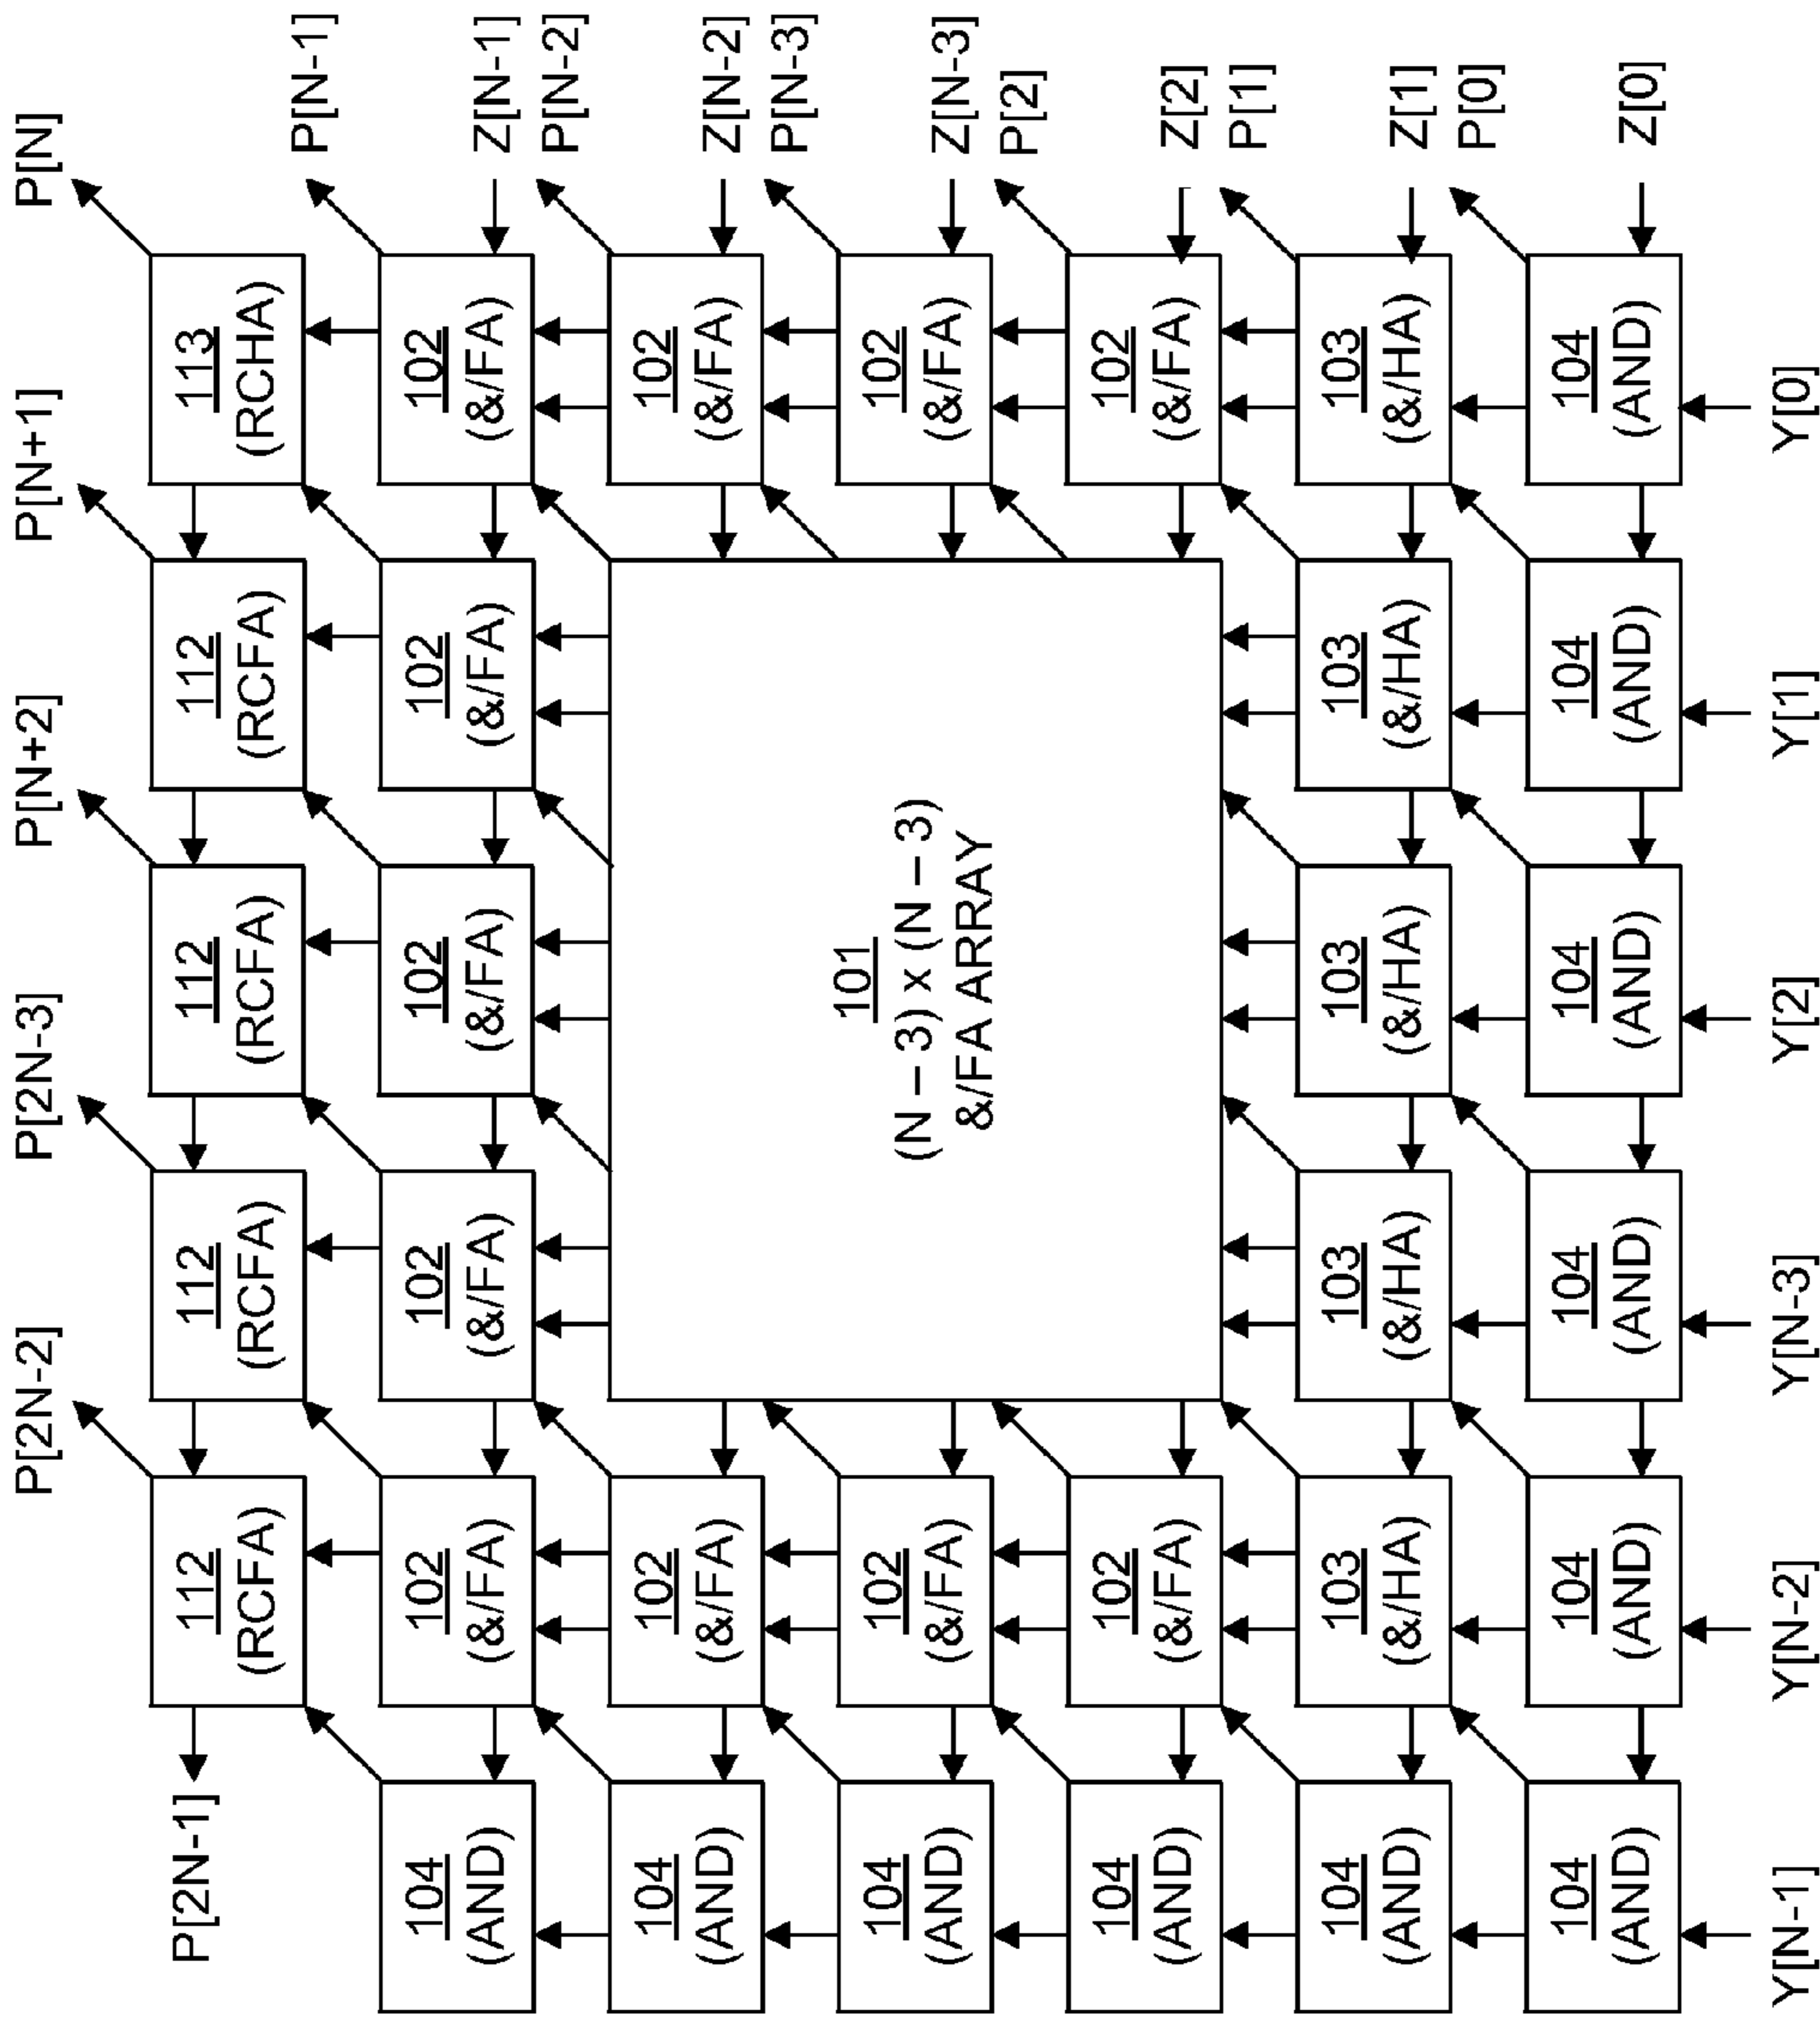 P[2N-2] P[2N-3] P[N+2] P[N+1] P[N]
P[2N-1] 112 112 112 112 113
(RCFA) (RCFA) (RCFA) (RCFA) (RCHA)
P[N-1]
104 102 102 102 102 102
(AND) (&/FA) (&/FA) (&/FA) (&/FA) (&/FA) Z[N-1]
P[N-2]
104 102 102
(AND) (&/FA) (&/FA) Z[N-2]
P[N-3]
104 102 101 102
(N – 3) x (N – 3)
(AND) (&/FA) (&/FA) Z[N-3]
&/FA ARRAY
P[2]
104 102 102
(AND) (&/FA) (&/FA) Z[2]
P[1]
104 103 103 103 103 103
(AND) (&/HA) (&/HA) (&/HA) (&/HA) (&/HA) Z[1]
P[0]
104 104 104 104 104 104
(AND) (AND) (AND) (AND) (AND) (AND) Z[0]
Y[N-1] Y[N-2] Y[N-3] Y[2] Y[1] Y[0]